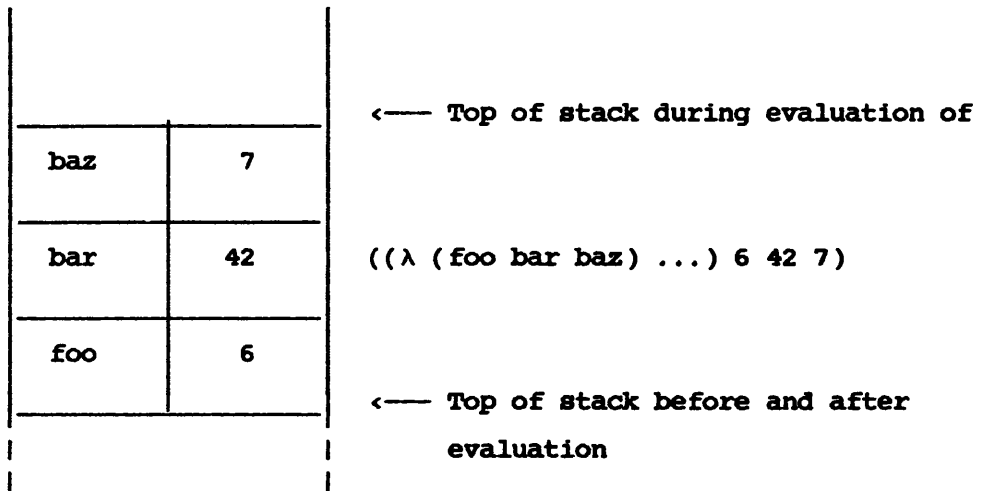 <—— Top of stack during evaluation of
baz 7
bar 42 ((λ (foo bar baz) ...) 6 42 7)
foo 6
<—— Top of stack before and after
evaluation